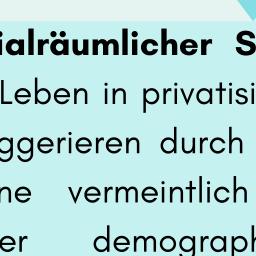 ialräumlicher S
Leben in privatisi
ggerieren durch
ne vermeintlich
er demograph